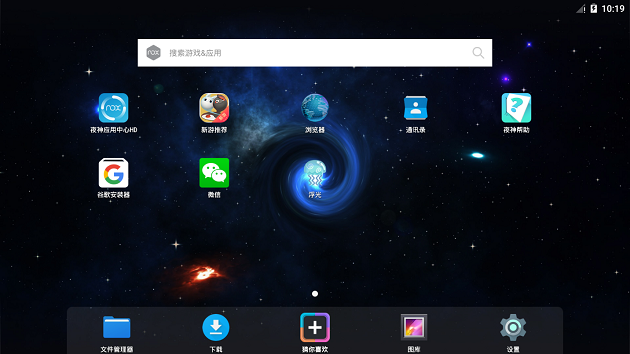 10:19
nox 搜索游戏&应用
nox
夜神应用中心HD
新游推荐
浏览器
通讯录
夜神帮助
谷歌安装器
微信
浮光
文件管理器
下载
猜你喜欢
图库
设置